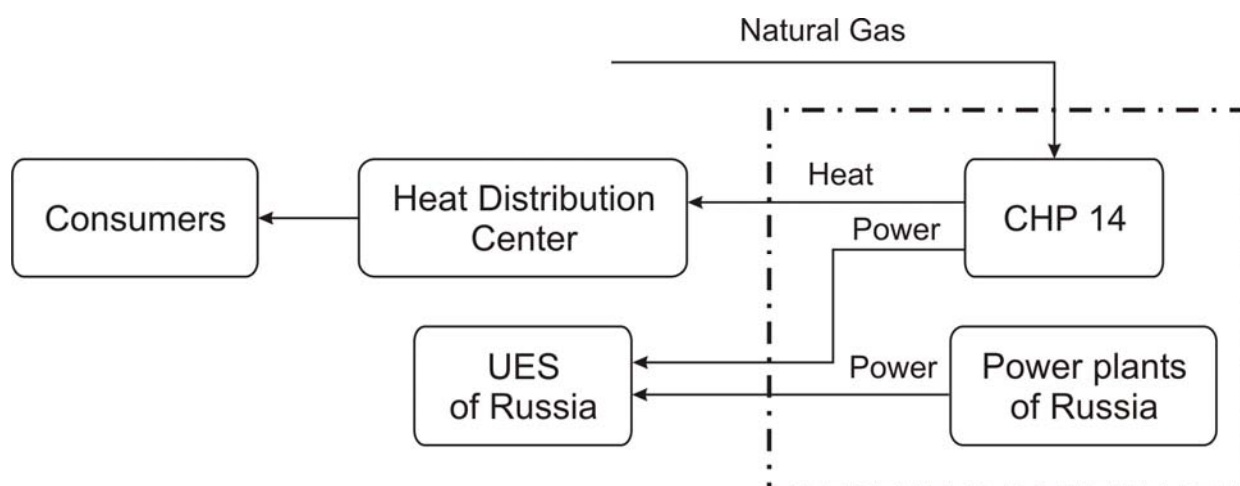 Natural Gas
Heat
Consumers
Heat Distribution
Center
CHP 14
Power
UES
of Russia
Power
Power plants
of Russia